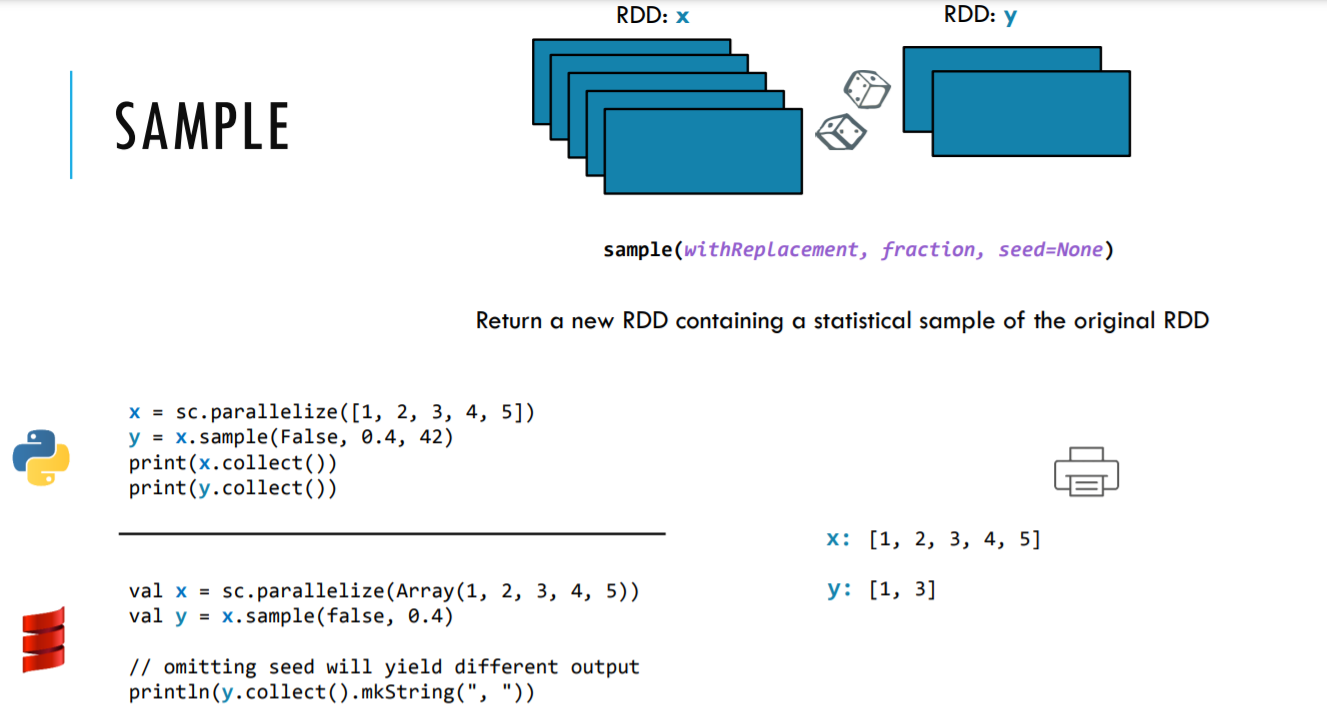 RDD: x
RDD: y
SAMPLE
sample(withReplacement, fraction, seed=None)
Return a new RDD containing a statistical sample of the original RDD
x = sc.parallelize([1, 2, 3, 4, 5])
y = x.sample(False, 0.4, 42)
print(x.collect())
print(y.collect())
x: [1, 2, 3, 4, 5]
y: [1, 3]
val x = sc.parallelize(Array(1, 2, 3, 4, 5))
val y = x.sample(false, 0.4)
// omitting seed will yield different output
println(y.collect().mkString(", "))